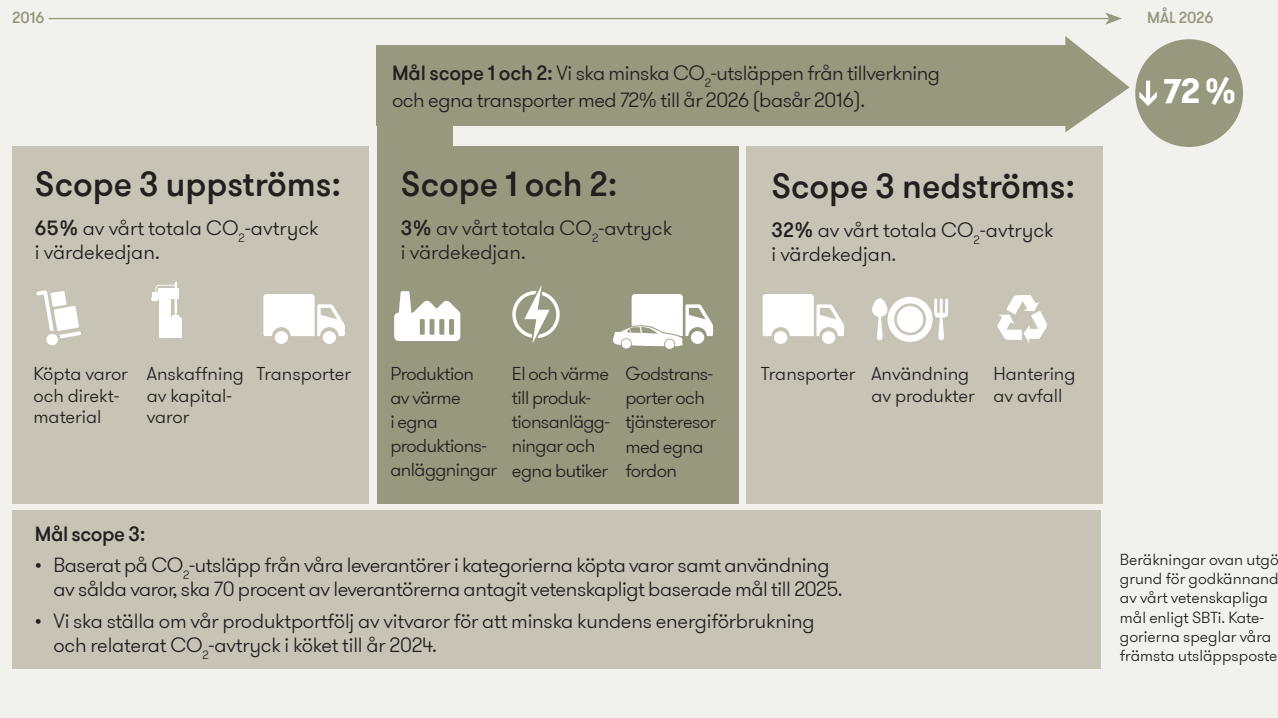 2016
MÅL 2026
Mål scope 1 och 2: Vi ska minska CO₂-utsläppen från tillverkning
och egna transporter med 72% till år 2026 (basår 2016).
↓72 %
Scope 3 uppströms:
65% av vårt totala CO₂-avtryck
i värdekedjan.
Köpta varor
och direkt-
material
Anskaffning
av kapital-
varor
Transporter
Scope 1 och 2:
3% av vårt totala CO₂-avtryck
i värdekedjan.
Produktion
av värme
i egna
produktions-
anläggningar
El och värme
till produk-
tionsanlägg-
ningar och
egna butiker
Godstrans-
porter och
tjänsteresor
med egna
fordon
Scope 3 nedströms:
32% av vårt totala CO₂-avtryck
i värdekedjan.
Transporter
Användning
av produkter
Hantering
av avfall
Mål scope 3:
• Baserat på CO₂-utsläpp från våra leverantörer i kategorierna köpta varor samt användning
av sålda varor, ska 70 procent av leverantörerna antagit vetenskapligt baserade mål till 2025.
• Vi ska ställa om vår produktportfölj av vitvaror för att minska kundens energiförbrukning
och relaterat CO₂-avtryck i köket till år 2024.
Beräkningar ovan utgö
grund för godkännand
av vårt vetenskapliga
mål enligt SBTi. Kate-
gorierna speglar våra
främsta utsläppsposte